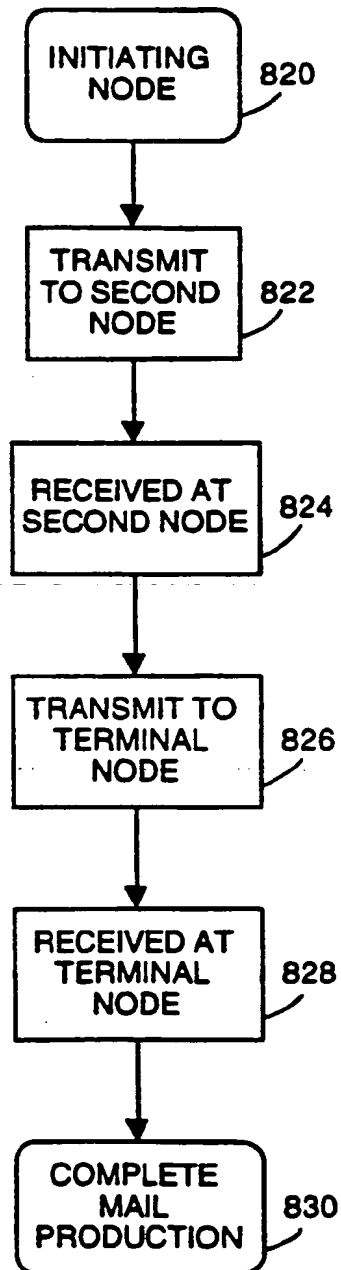 INITIATING
NODE
820
TRANSMIT
TO SECOND
NODE
822
RECEIVED AT
SECOND NODE
824
TRANSMIT TO
TERMINAL
NODE
826
RECEIVED AT
TERMINAL
NODE
828
COMPLETE
MAIL
PRODUCTION
830